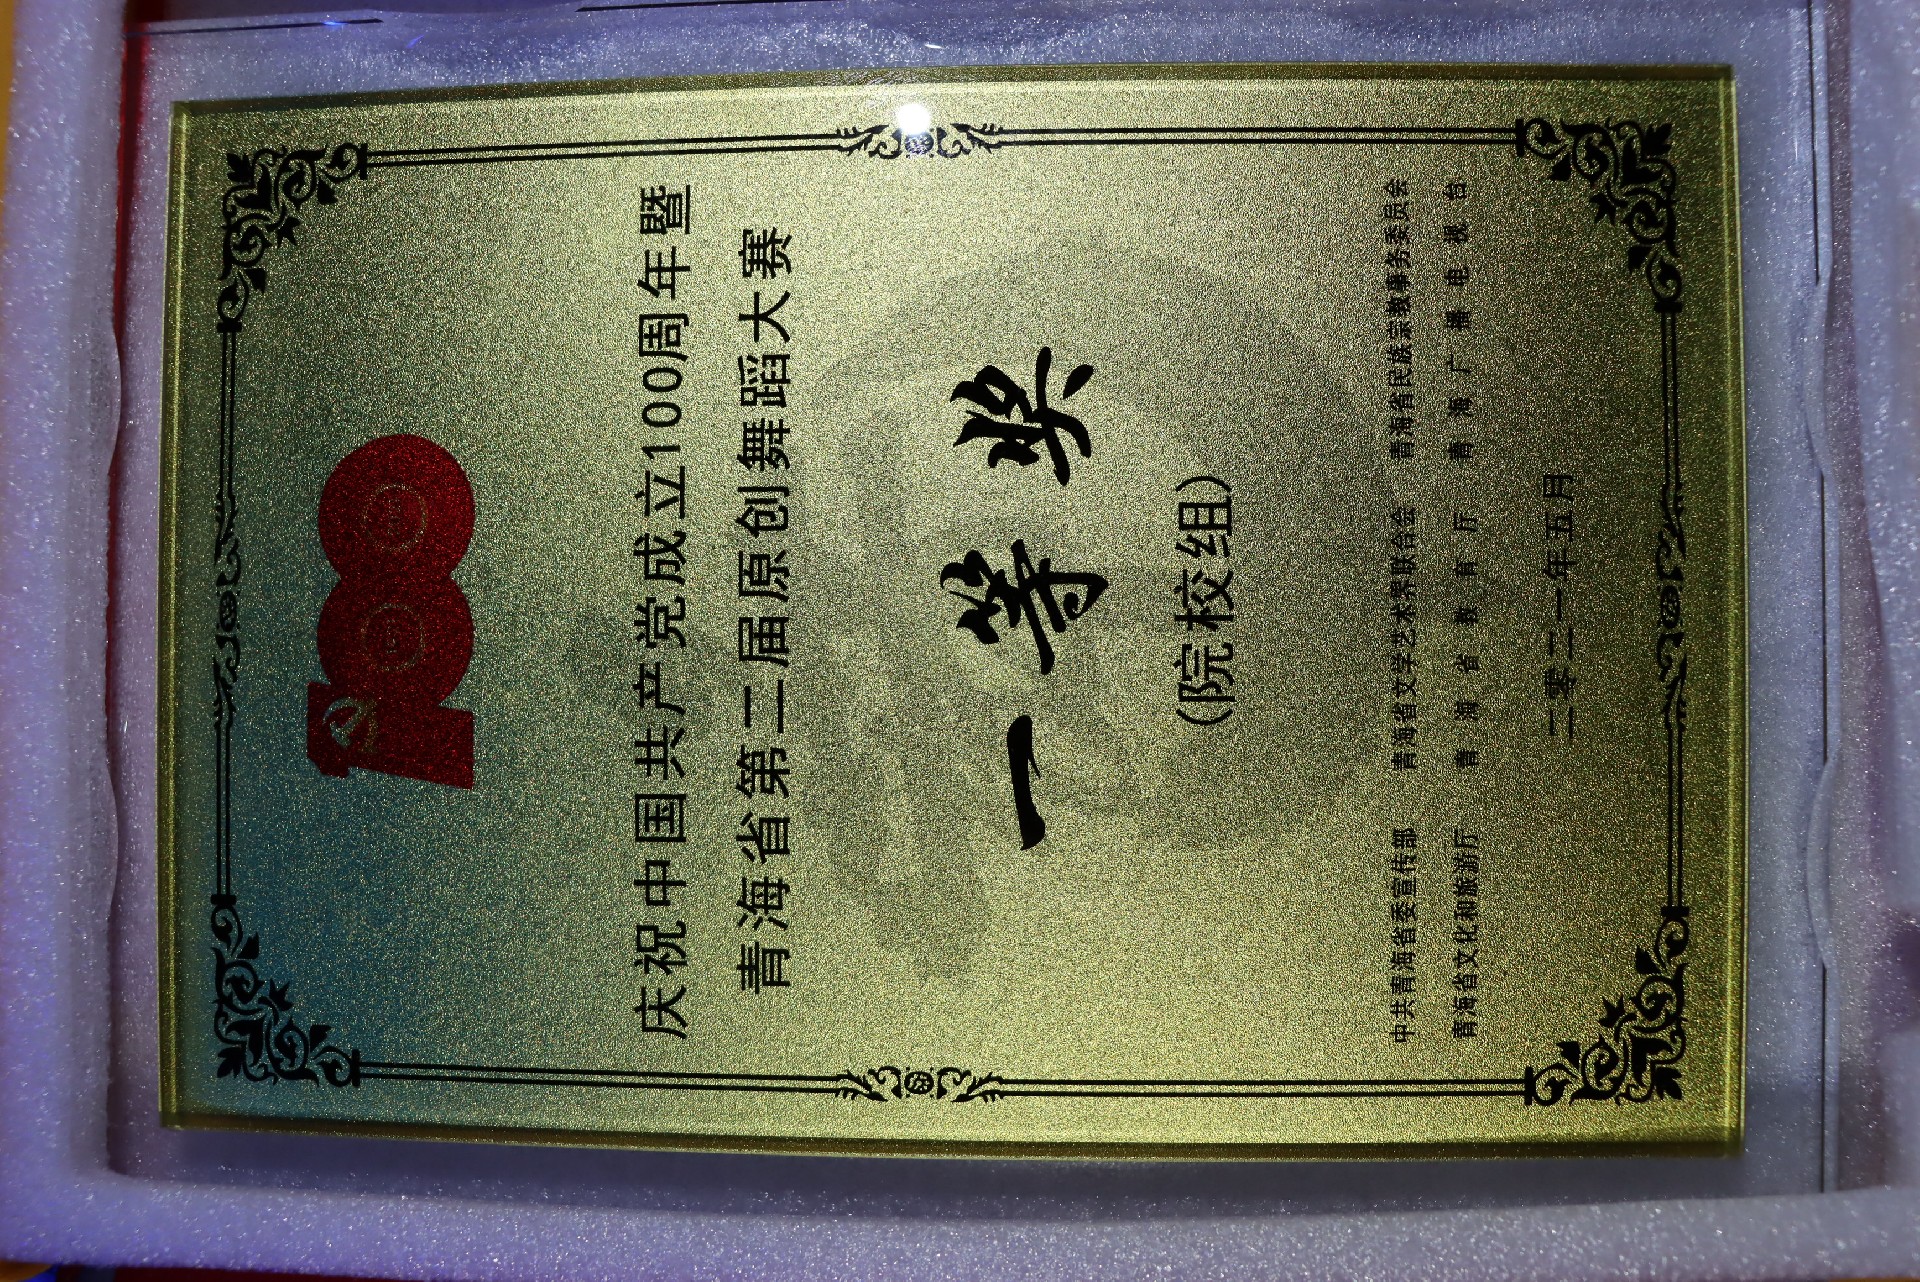 庆祝中国共产党成立100周年暨
青海省第二届原创舞蹈大赛
一等奖
(院校组)
中共青海省委宣传部 青海省文学艺术界联合会 青海省民族宗教事务委员会
青海省文化和旅游厅 青海省教育厅 青海广播电视台
二零二一年五月